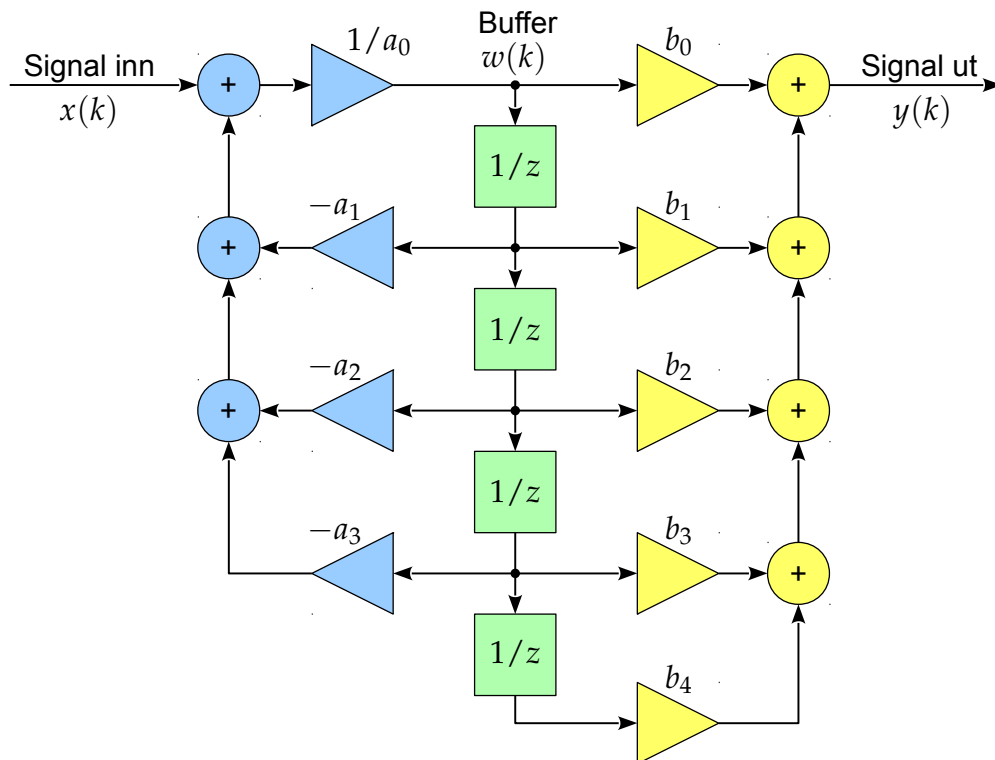 Signal inn
x(k)
+
1/a₀
Buffer
w(k)
b₀
+
Signal ut
y(k)
1/z
+
−a₁
b₁
+
1/z
+
−a₂
b₂
+
1/z
−a₃
b₃
+
1/z
b₄